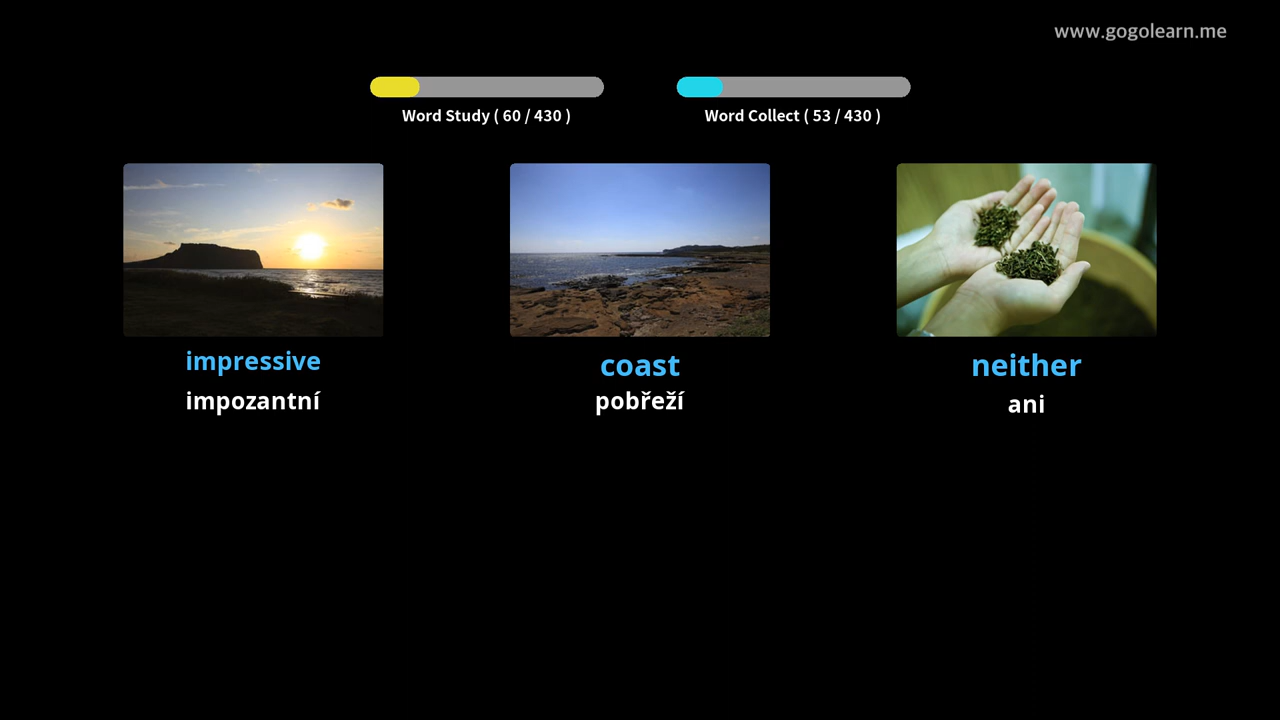 www.gogolearn.me
Word Study ( 60 / 430 )
Word Collect ( 53 / 430 )
impressive
impozantní
coast
pobřeží
neither
ani